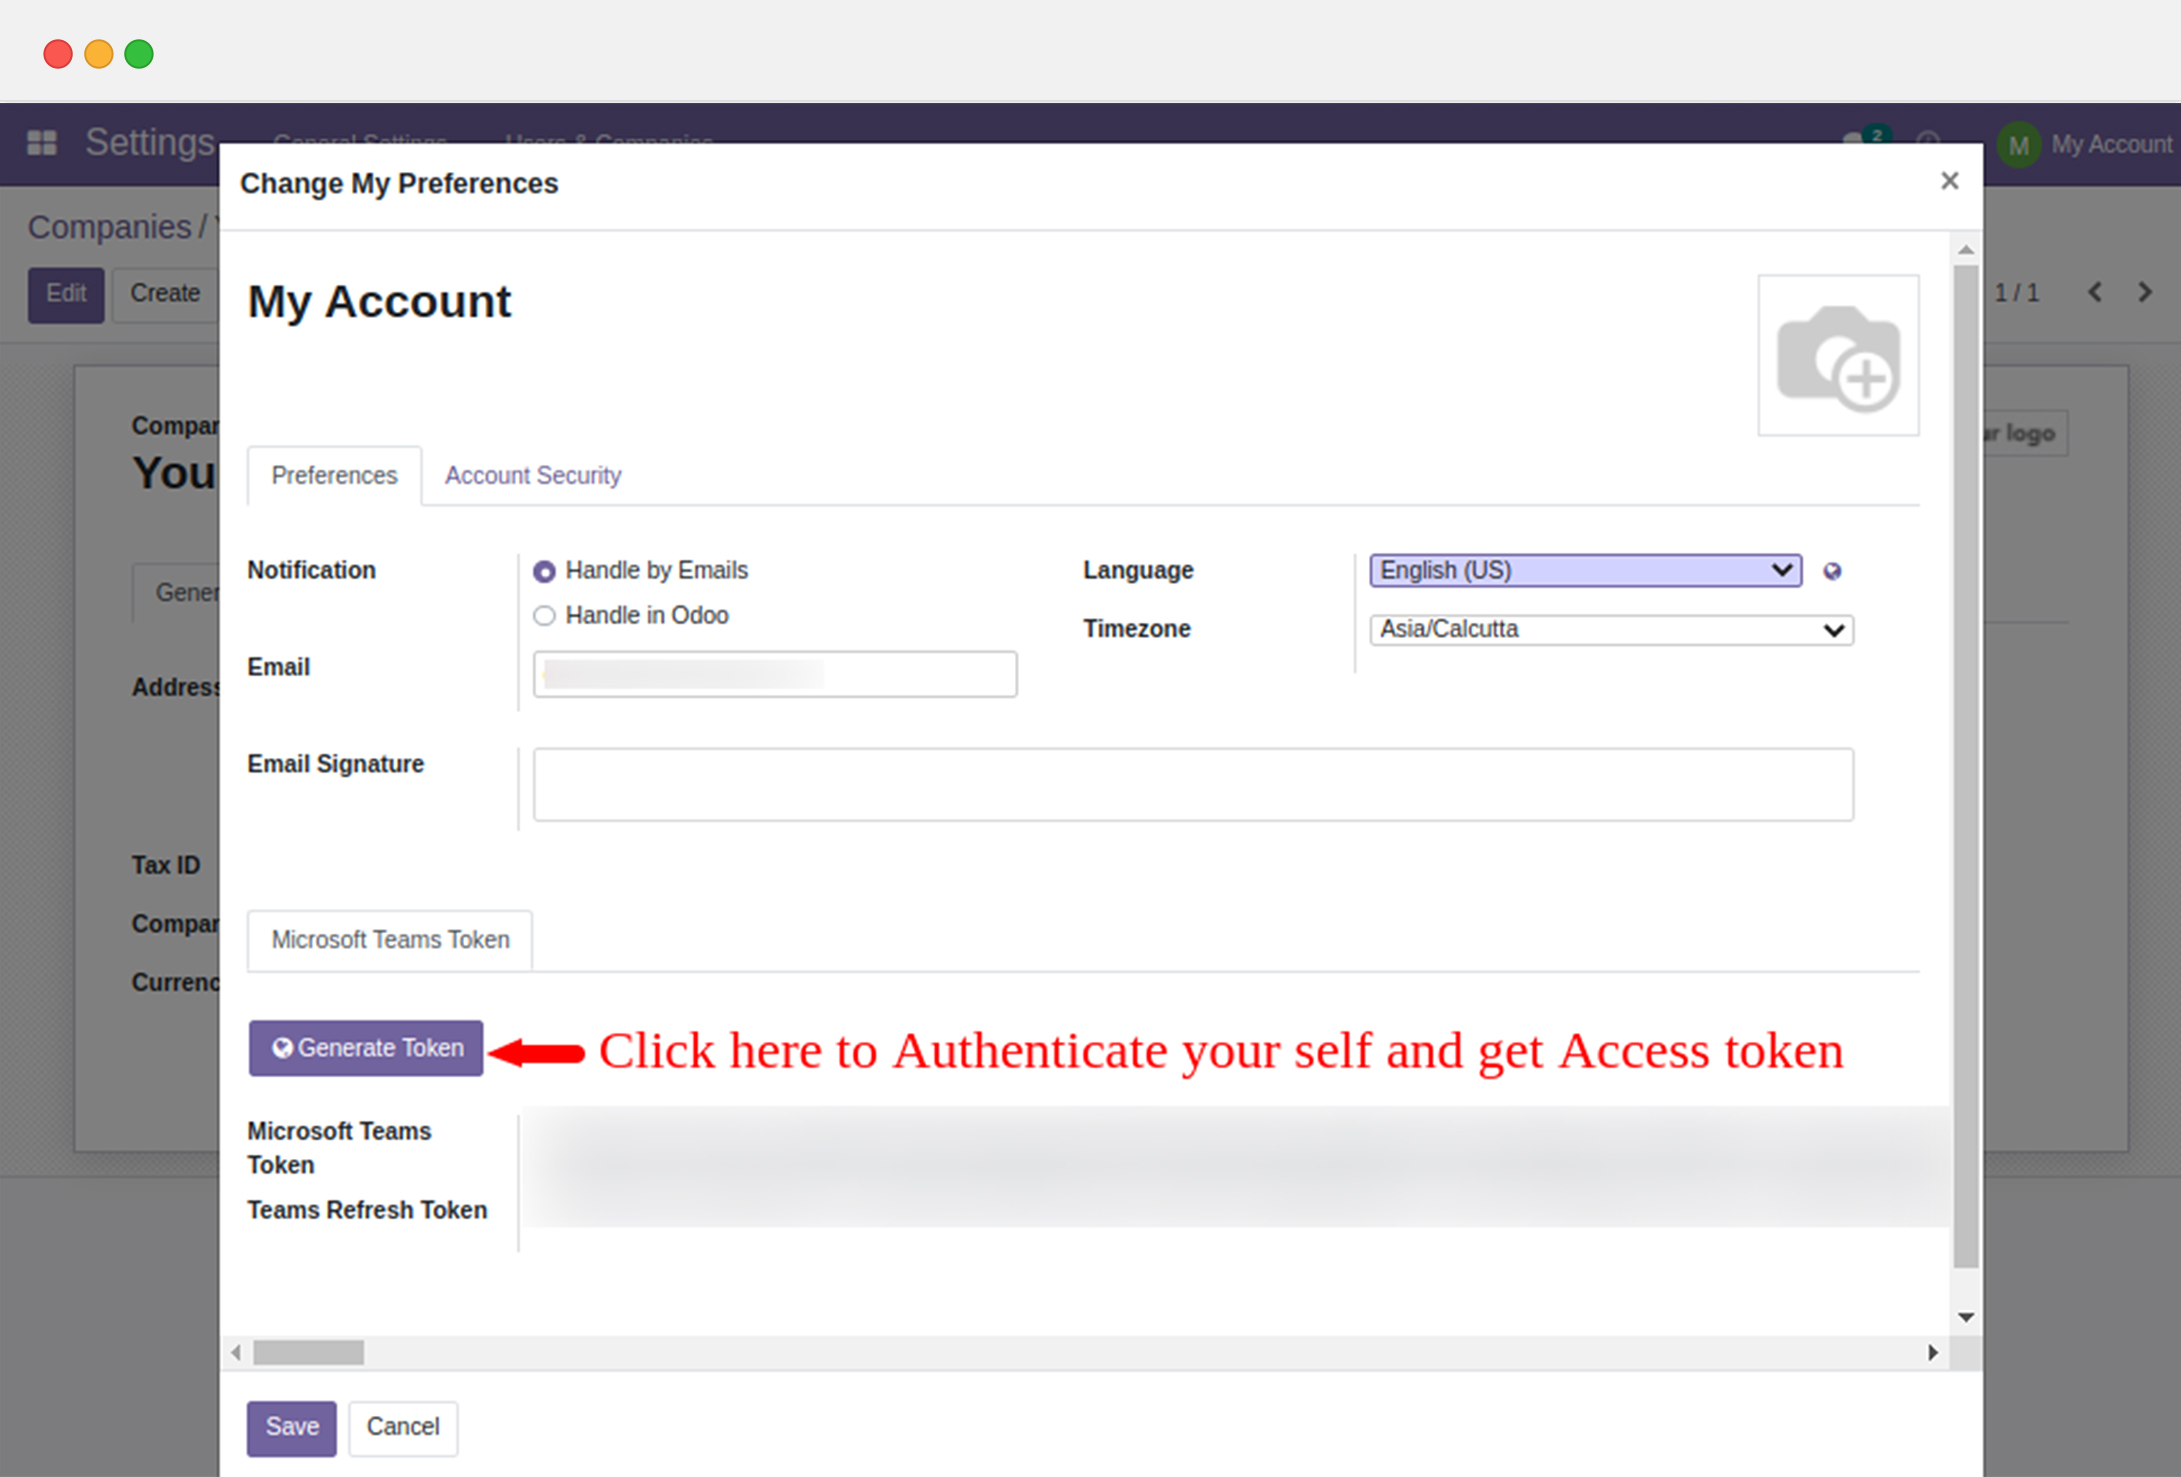 Settings General Settings Users & Companies 2 M My Account
Change My Preferences ×
Companies /
Edit Create 1 / 1
My Account
Compar
You
ur logo
Preferences Account Security
Notification Handle by Emails Language English (US)
Gener
Handle in Odoo Timezone Asia/Calcutta
Email
Address
Email Signature
Tax ID
Compar
Microsoft Teams Token
Currenc
Generate Token Click here to Authenticate your self and get Access token
Microsoft Teams
Token
Teams Refresh Token
Save Cancel